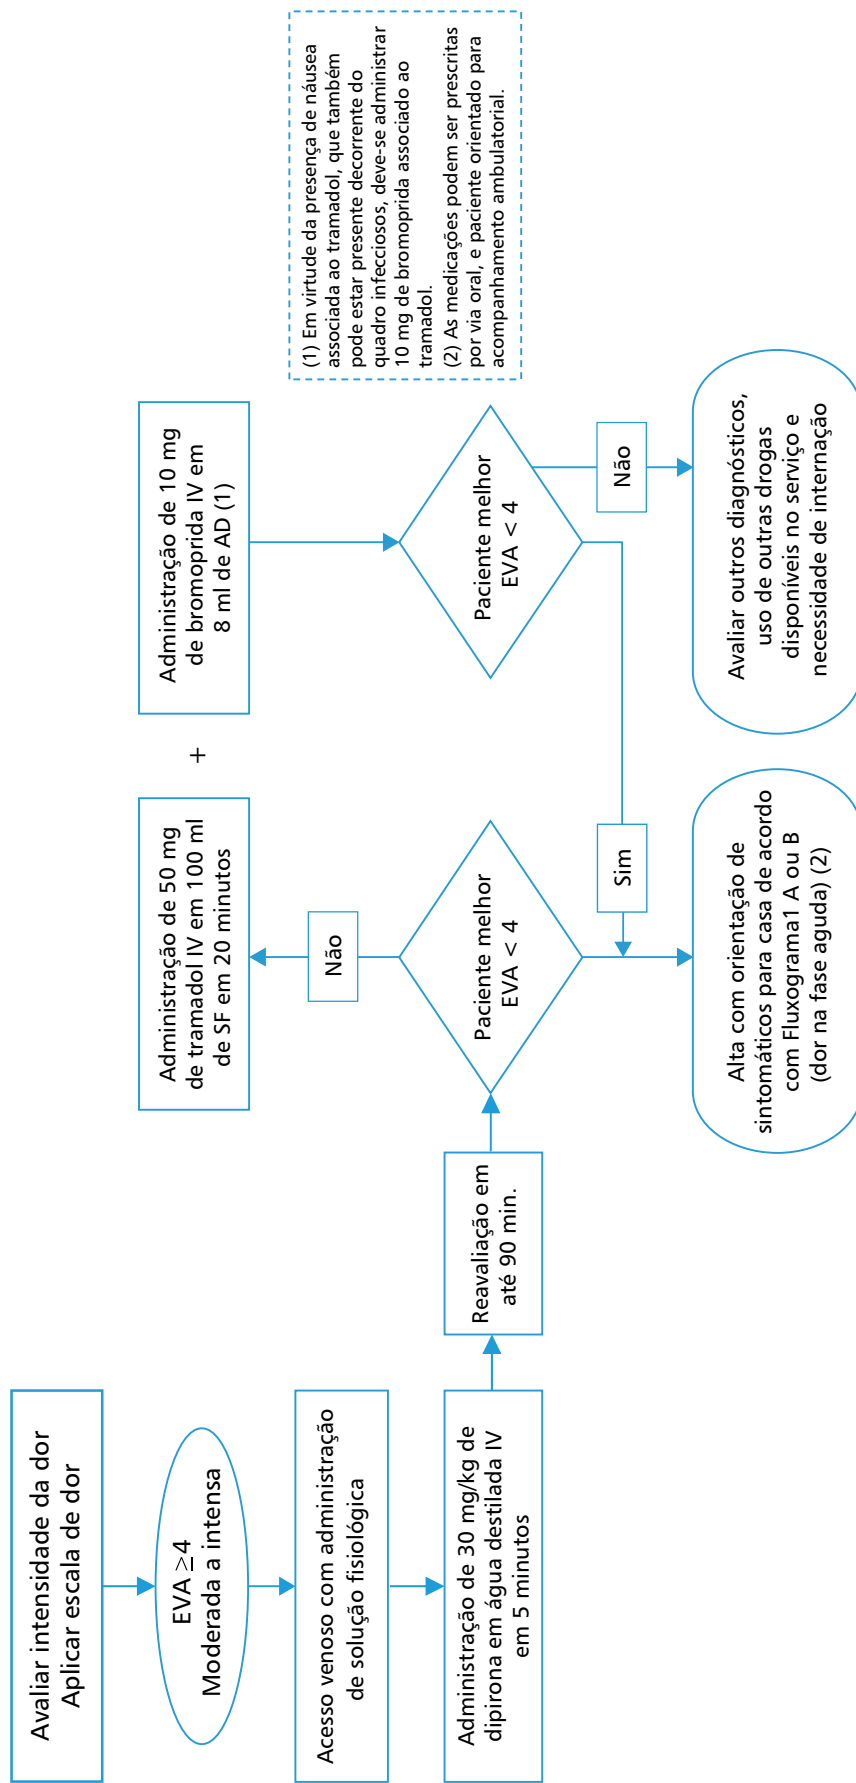 Avaliar intensidade da dor
Aplicar escala de dor
EVA ≥4
Moderada a intensa
Acesso venoso com administração
de solução fisiológica
Administração de 30 mg/kg de
dipirona em água destilada IV
em 5 minutos
Reavaliação em
até 90 min.
Paciente melhor
EVA < 4
Não
Administração de 50 mg
de tramadol IV em 100 ml
de SF em 20 minutos
+
Administração de 10 mg
de bromoprida IV em
8 ml de AD (1)
Paciente melhor
EVA < 4
Sim
Não
Alta com orientação de
sintomáticos para casa de acordo
com Fluxograma1 A ou B
(dor na fase aguda) (2)
Avaliar outros diagnósticos,
uso de outras drogas
disponíveis no serviço e
necessidade de internação
(1) Em virtude da presença de náusea
associada ao tramadol, que também
pode estar presente decorrente do
quadro infecciosos, deve-se administrar
10 mg de bromoprida associado ao
tramadol.
(2) As medicações podem ser prescritas
por via oral, e paciente orientado para
acompanhamento ambulatorial.